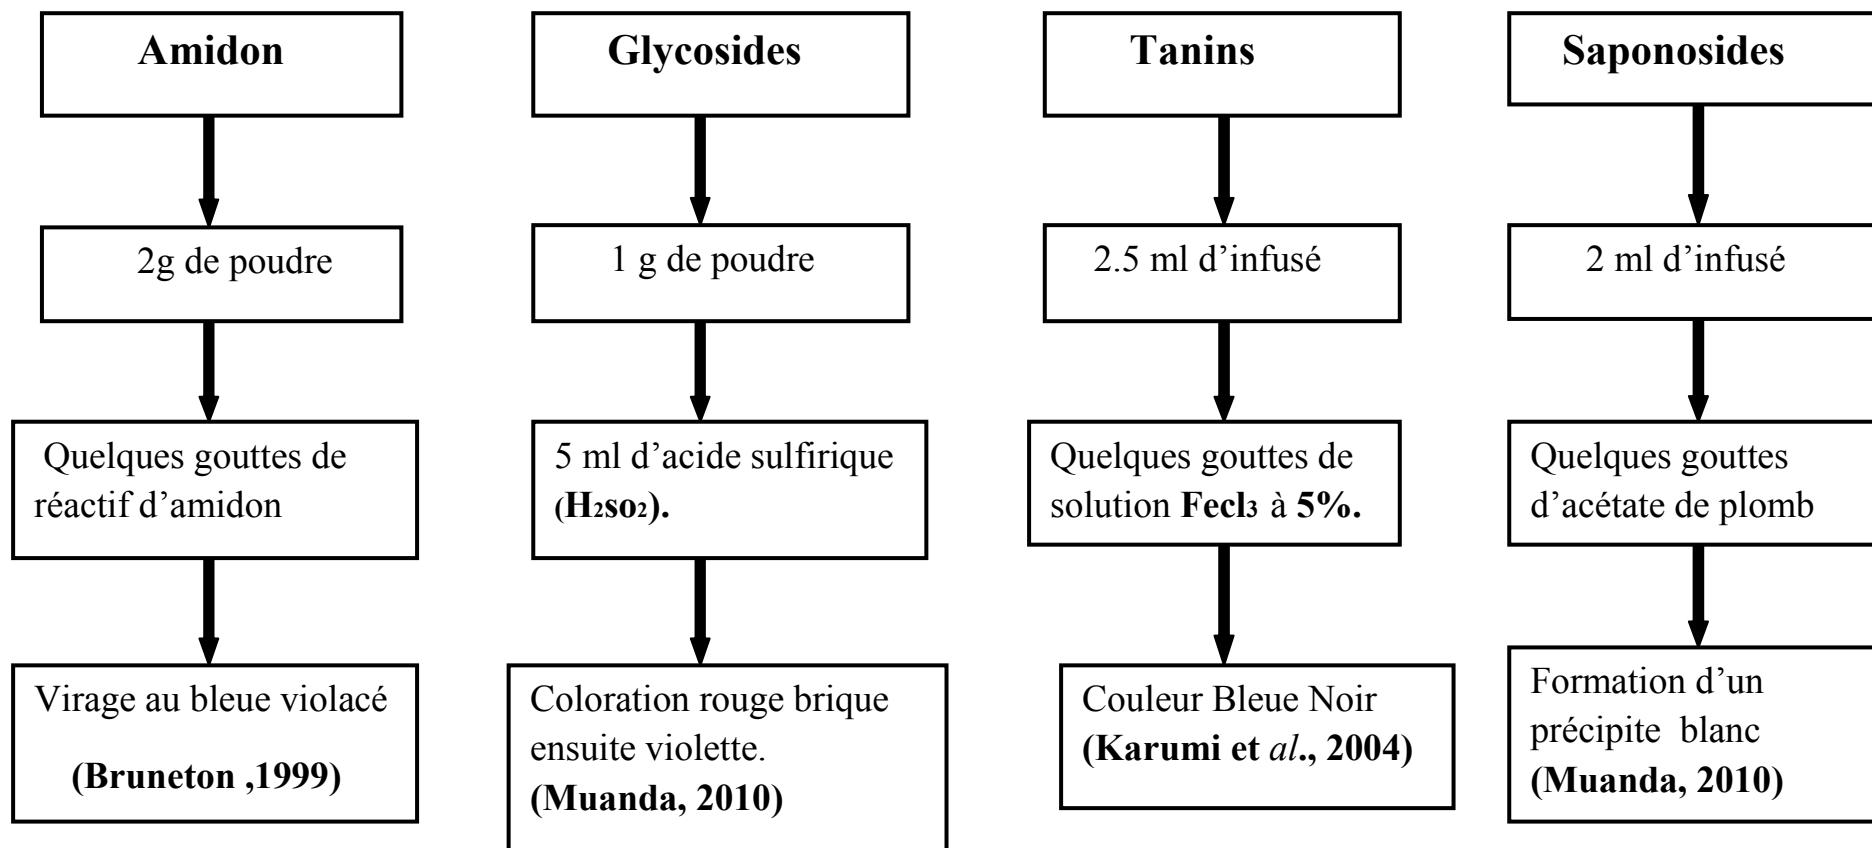 Amidon
2g de poudre
Quelques gouttes de
réactif d’amidon
Virage au bleue violacé
(Bruneton ,1999)
Glycosides
1 g de poudre
5 ml d’acide sulfirique
(H₂so₂).
Coloration rouge brique
ensuite violette.
(Muanda, 2010)
Tanins
2.5 ml d’infusé
Quelques gouttes de
solution Fecl₃ à 5%.
Couleur Bleue Noir
(Karumi et al., 2004)
Saponosides
2 ml d’infusé
Quelques gouttes
d’acétate de plomb
Formation d’un
précipite blanc
(Muanda, 2010)